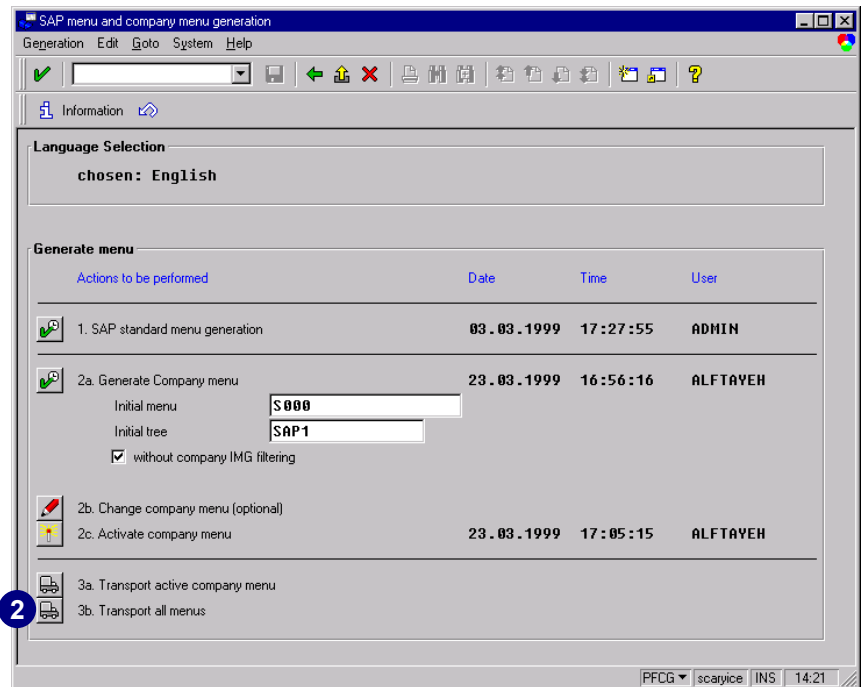 SAP menu and company menu generation
Generation Edit Goto System Help
Information
Language Selection
chosen: English
Generate menu
Actions to be performed Date Time User
1. SAP standard menu generation 03.03.1999 17:27:55 ADMIN
2a. Generate Company menu 23.03.1999 16:56:16 ALFTAYEH
Initial menu S000
Initial tree SAP1
without company IMG filtering
2b. Change company menu (optional)
2c. Activate company menu 23.03.1999 17:05:15 ALFTAYEH
3a. Transport active company menu
2 3b. Transport all menus
PFCG scaryice INS 14:21